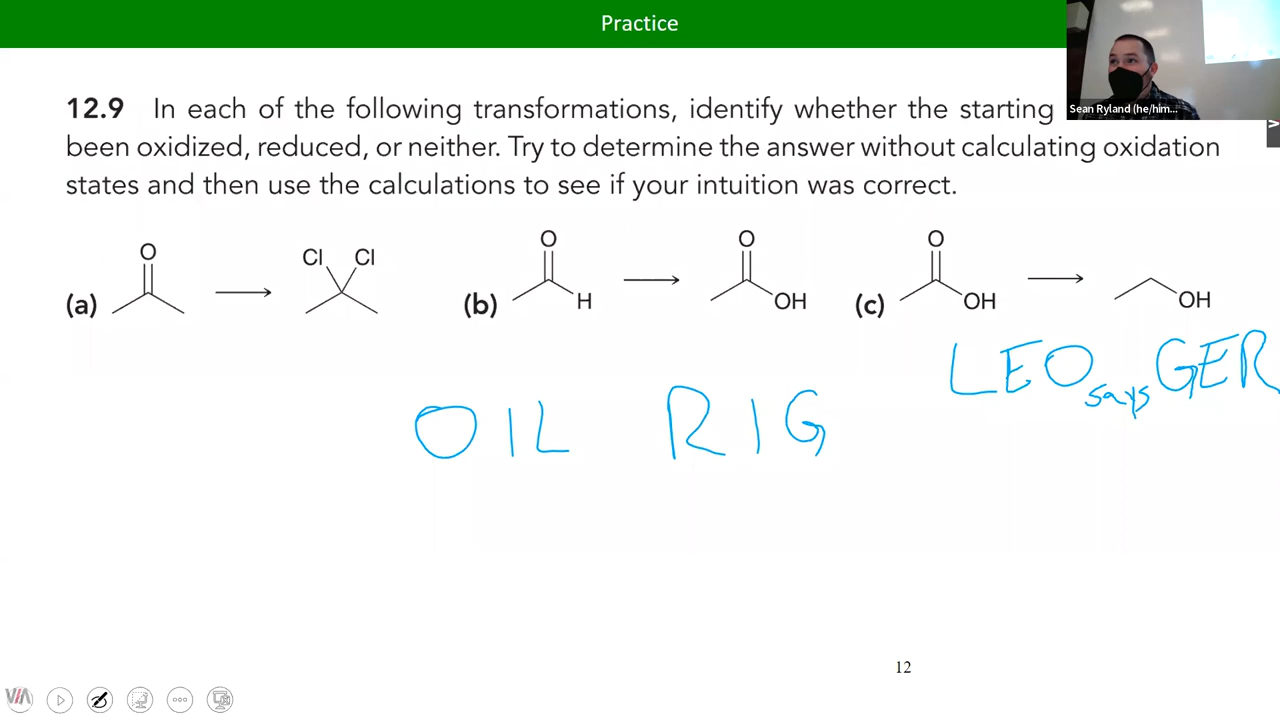 Practice
Sean Ryland (he/him...
12.9 In each of the following transformations, identify whether the starting
been oxidized, reduced, or neither. Try to determine the answer without calculating oxidation
states and then use the calculations to see if your intuition was correct.
(a) O Cl Cl (b) O H O OH (c) O OH OH
LEO says GER
OIL RIG
12
VIA